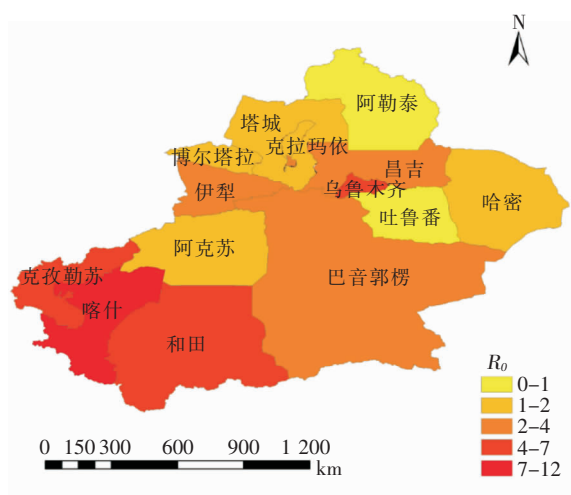 N
阿勒泰
塔城
克拉玛依
博尔塔拉
昌吉
乌鲁木齐
伊犁
哈密
吐鲁番
阿克苏
巴音郭楞
克孜勒苏
喀什
和田
R0
0-1
1-2
2-4
4-7
7-12
0 150 300 600 900 1 200
km